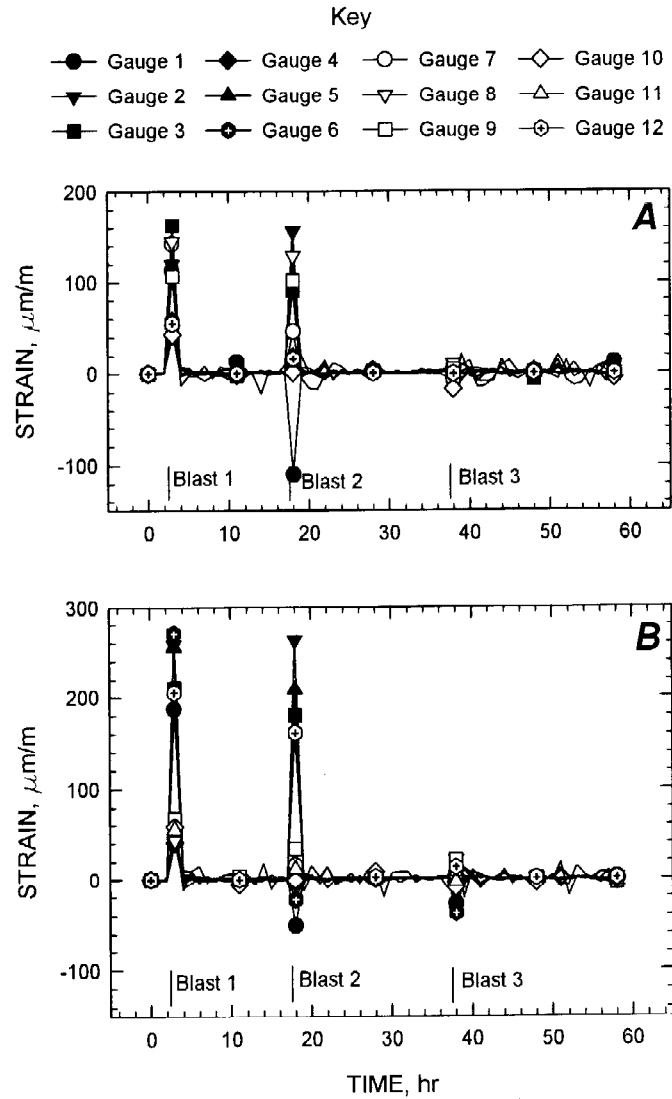 Key
Gauge 1 Gauge 4 Gauge 7 Gauge 10
Gauge 2 Gauge 5 Gauge 8 Gauge 11
Gauge 3 Gauge 6 Gauge 9 Gauge 12
200
A
100
STRAIN, μm/m
0
-100
Blast 1 Blast 2 Blast 3
0 10 20 30 40 50 60
300
B
200
100
STRAIN, μm/m
0
-100
Blast 1 Blast 2 Blast 3
0 10 20 30 40 50 60
TIME, hr